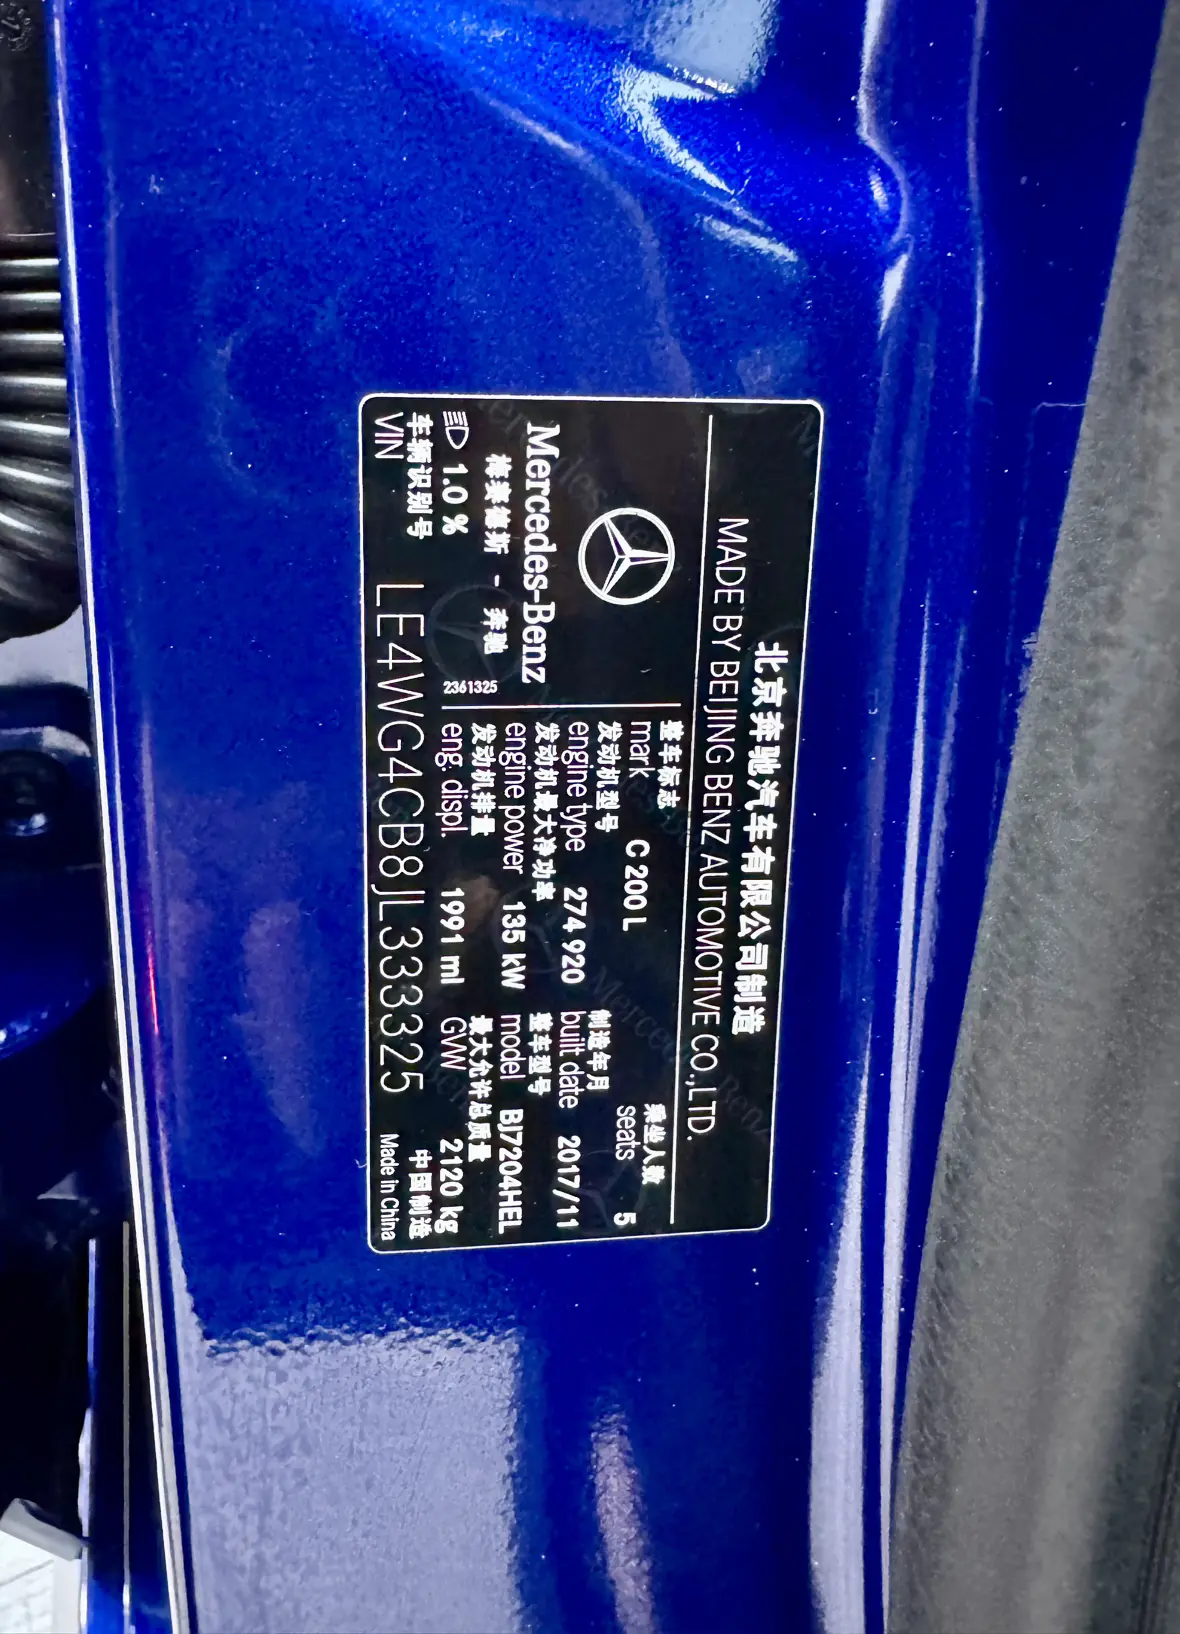 北京奔驰汽车有限公司制造
MADE BY BEIJING BENZ AUTOMOTIVE CO.,LTD.
Mercedes-Benz
梅赛德斯 - 奔驰
1.0 %
2361325
整车标志
mark C 200 L
乘坐人数
seats 5
发动机型号
engine type 274 920
制造年月
built date 2017/11
发动机最大净功率
engine power 135 kW
整车型号
model BJ7204HEL
发动机排量
eng. displ. 1991 ml
最大允许总质量
GVW 2120 kg
车辆识别号
VIN LE4WG4CB8JL333325
中国制造
Made in China